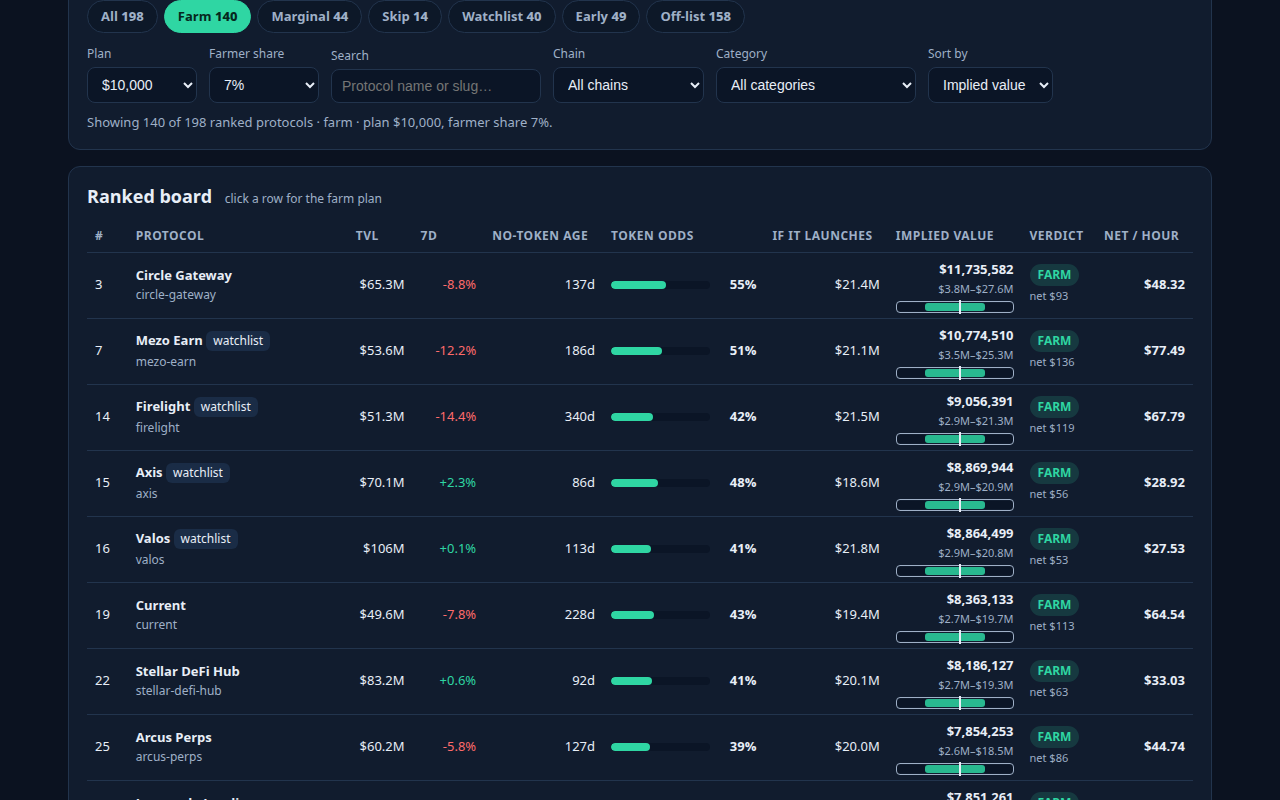 All 198 Farm 140 Marginal 44 Skip 14 Watchlist 40 Early 49 Off-list 158
Plan Farmer share Search Chain Category Sort by
$10,000 7% Protocol name or slug… All chains All categories Implied value
Showing 140 of 198 ranked protocols · farm · plan $10,000, farmer share 7%.
Ranked board click a row for the farm plan
# PROTOCOL TVL 7D NO-TOKEN AGE TOKEN ODDS IF IT LAUNCHES IMPLIED VALUE VERDICT NET / HOUR
3 Circle Gateway $65.3M -8.8% 137d 55% $21.4M $11,735,582 FARM $48.32
circle-gateway $3.8M–$27.6M net $93
7 Mezo Earn watchlist $53.6M -12.2% 186d 51% $21.1M $10,774,510 FARM $77.49
mezo-earn $3.5M–$25.3M net $136
14 Firelight watchlist $51.3M -14.4% 340d 42% $21.5M $9,056,391 FARM $67.79
firelight $2.9M–$21.3M net $119
15 Axis watchlist $70.1M +2.3% 86d 48% $18.6M $8,869,944 FARM $28.92
axis $2.9M–$20.9M net $56
16 Valos watchlist $106M +0.1% 113d 41% $21.8M $8,864,499 FARM $27.53
valos $2.9M–$20.8M net $53
19 Current $49.6M -7.8% 228d 43% $19.4M $8,363,133 FARM $64.54
current $2.7M–$19.7M net $113
22 Stellar DeFi Hub $83.2M +0.6% 92d 41% $20.1M $8,186,127 FARM $33.03
stellar-defi-hub $2.7M–$19.3M net $63
25 Arcus Perps $60.2M -5.8% 127d 39% $20.0M $7,854,253 FARM $44.74
arcus-perps $2.6M–$18.5M net $86
$7,851,261 FARM